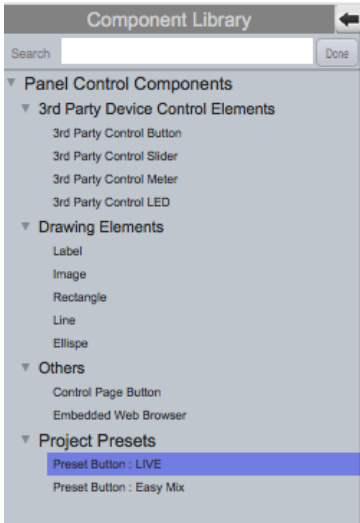 Component Library
Search Done
Panel Control Components
3rd Party Device Control Elements
3rd Party Control Button
3rd Party Control Slider
3rd Party Control Meter
3rd Party Control LED
Drawing Elements
Label
Image
Rectangle
Line
Ellispe
Others
Control Page Button
Embedded Web Browser
Project Presets
Preset Button : LIVE
Preset Button : Easy Mix